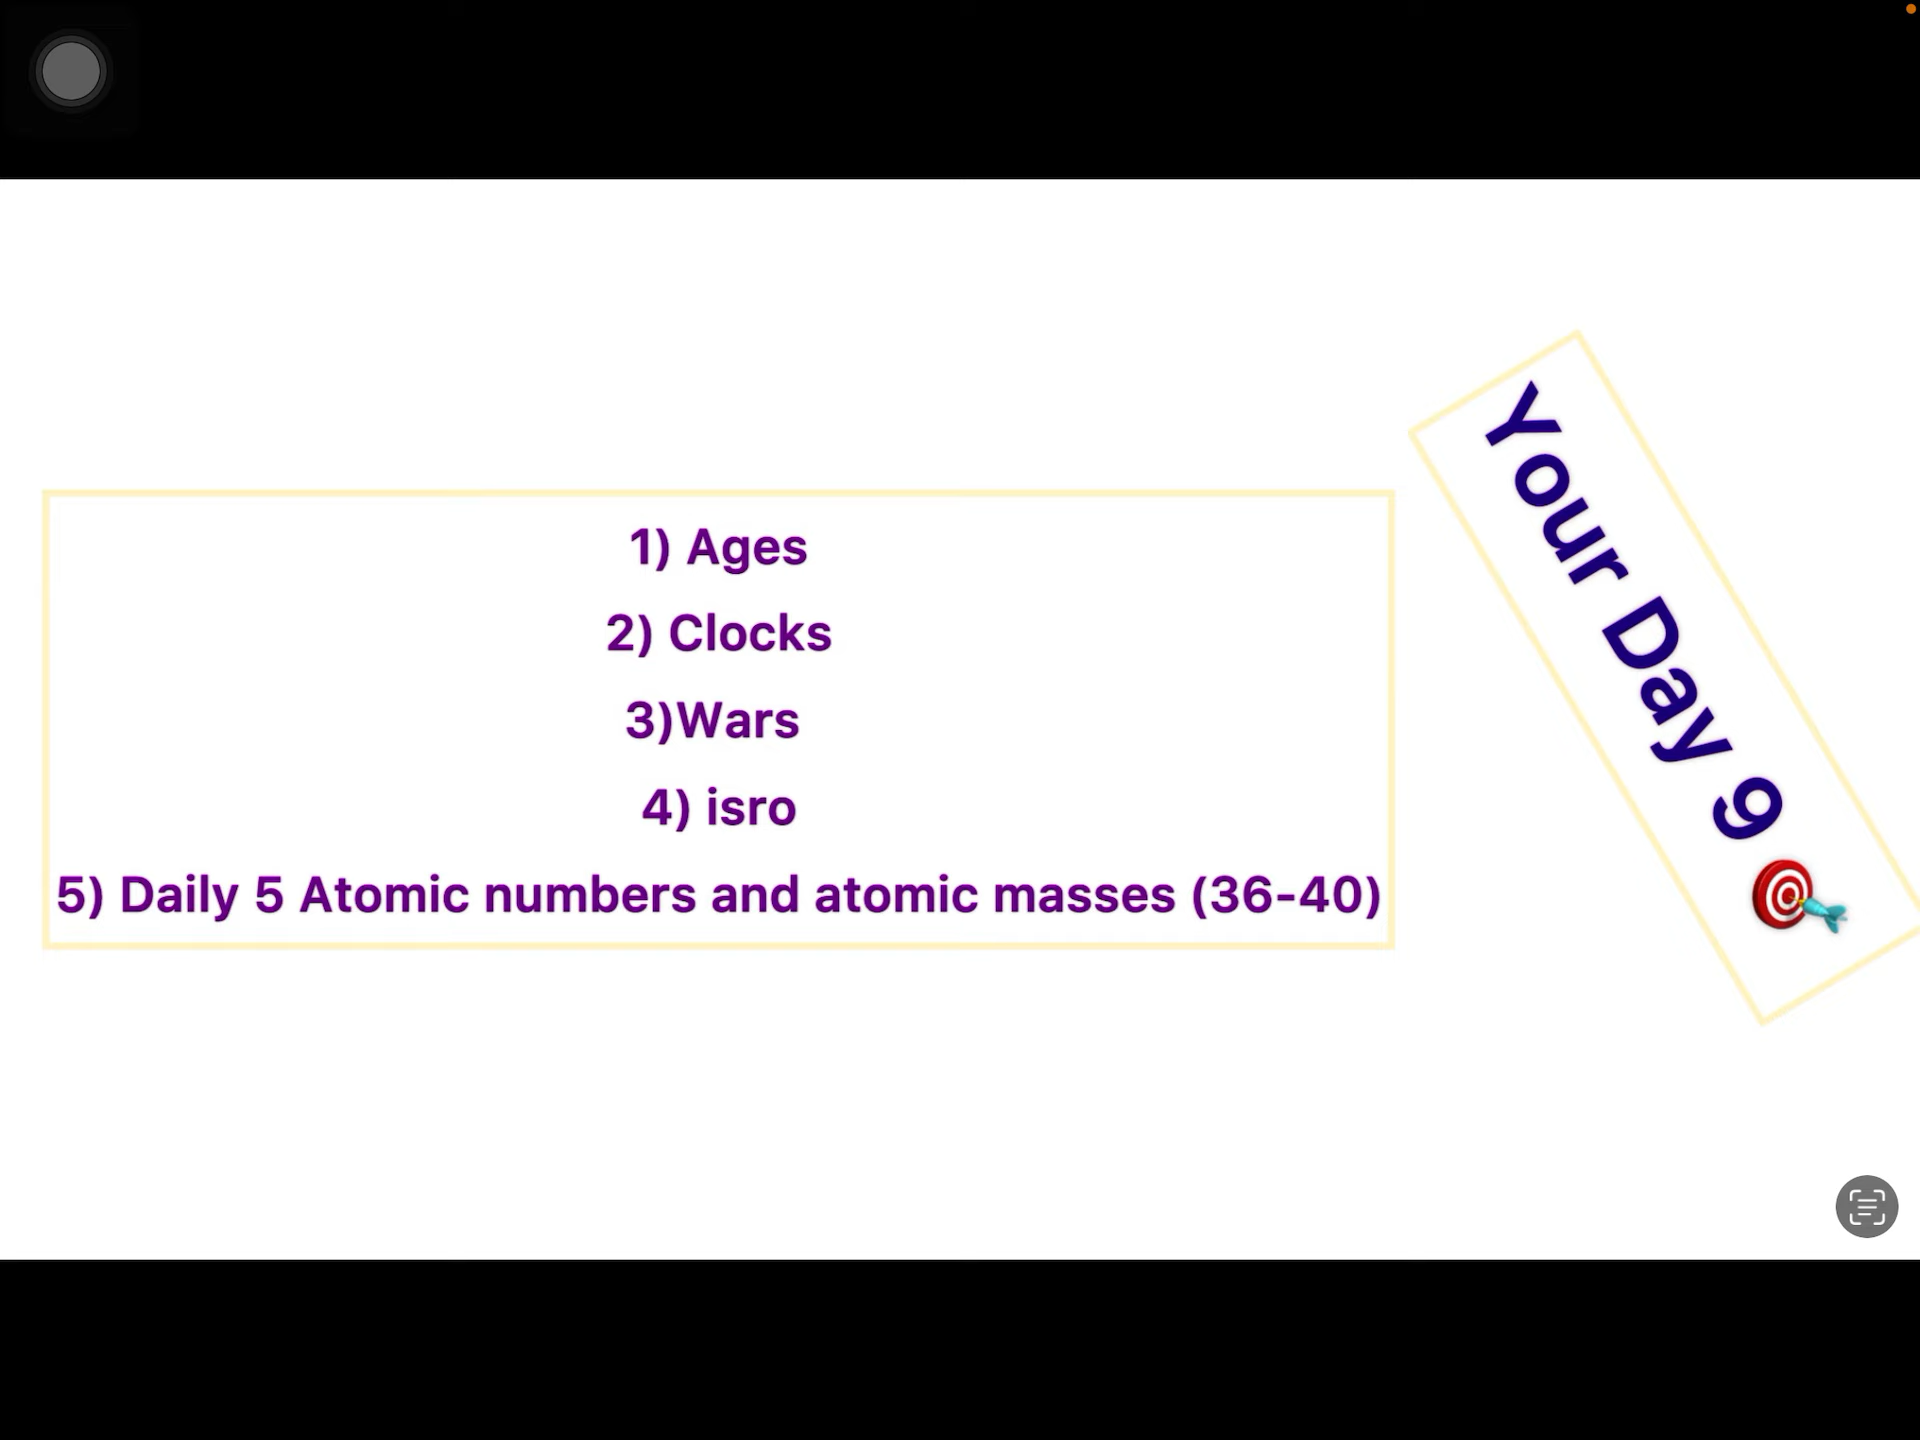 1) Ages
2) Clocks
3)Wars
4) isro
5) Daily 5 Atomic numbers and atomic masses (36-40)
Your Day 9 🎯